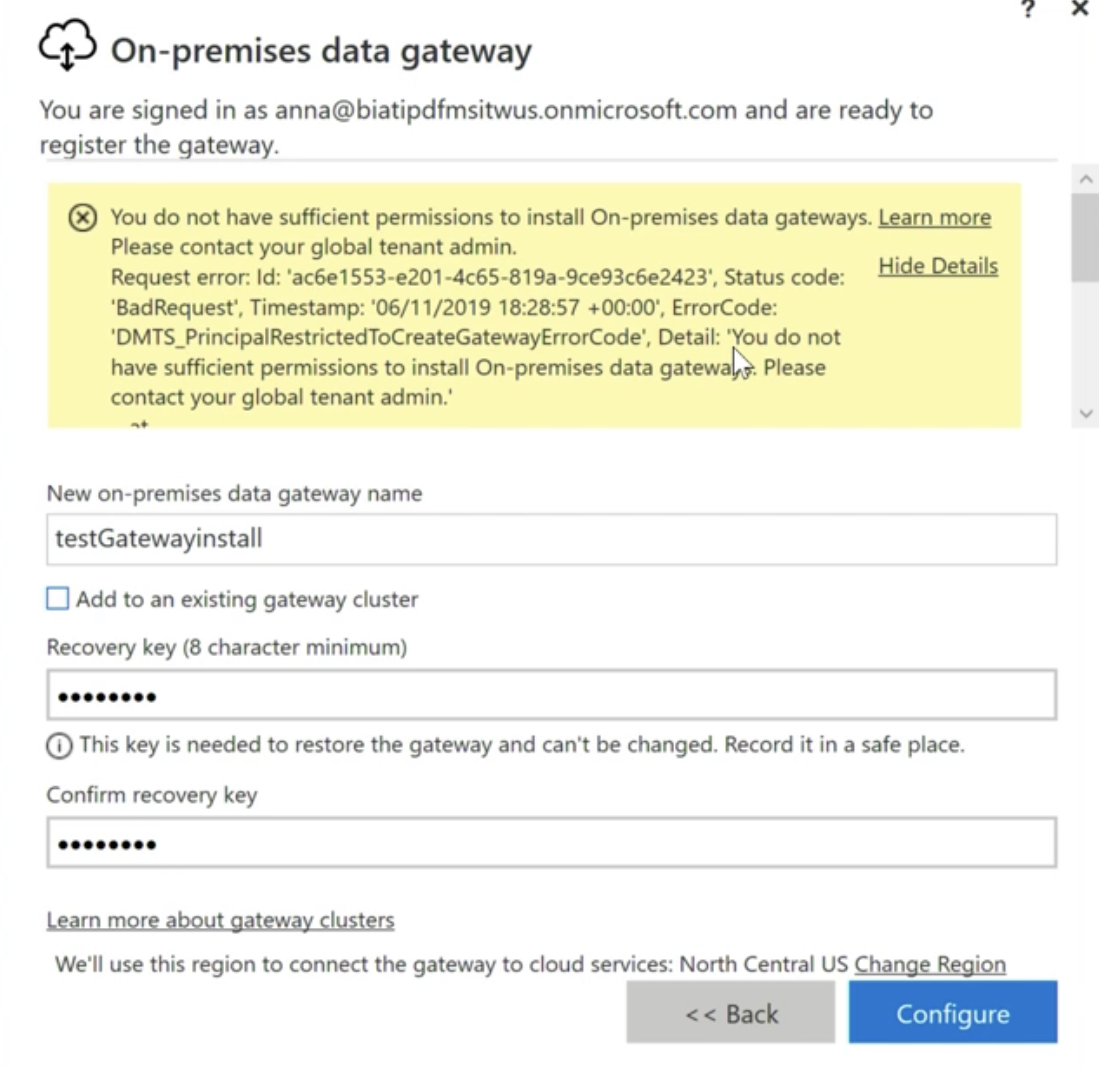 ? ×
On-premises data gateway
You are signed in as anna@biatipdfmsitwus.onmicrosoft.com and are ready to
register the gateway.
You do not have sufficient permissions to install On-premises data gateways. Learn more
Please contact your global tenant admin.
Hide Details
Request error: Id: 'ac6e1553-e201-4c65-819a-9ce93c6e2423', Status code:
'BadRequest', Timestamp: '06/11/2019 18:28:57 +00:00', ErrorCode:
'DMTS_PrincipalRestrictedToCreateGatewayErrorCode', Detail: 'You do not
have sufficient permissions to install On-premises data gateways. Please
contact your global tenant admin.'
at
New on-premises data gateway name
testGatewayinstall
Add to an existing gateway cluster
Recovery key (8 character minimum)
••••••••
This key is needed to restore the gateway and can't be changed. Record it in a safe place.
Confirm recovery key
••••••••
Learn more about gateway clusters
We'll use this region to connect the gateway to cloud services: North Central US Change Region
<< Back
Configure